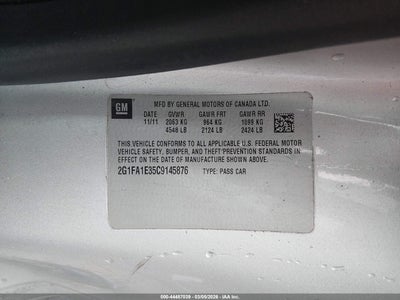 GM
MFD BY GENERAL MOTORS OF CANADA LTD.
DATE GVWR GAWR FRT GAWR RR
11/11 2063 KG 964 KG 1099 KG
4548 LB 2124 LB 2424 LB
THIS VEHICLE CONFORMS TO ALL APPLICABLE U.S. FEDERAL MOTOR
VEHICLE SAFETY, BUMPER, AND THEFT PREVENTION STANDARDS IN
EFFECT ON THE DATE OF MANUFACTURE SHOWN ABOVE.
2G1FA1E35C9145876 TYPE: PASS CAR